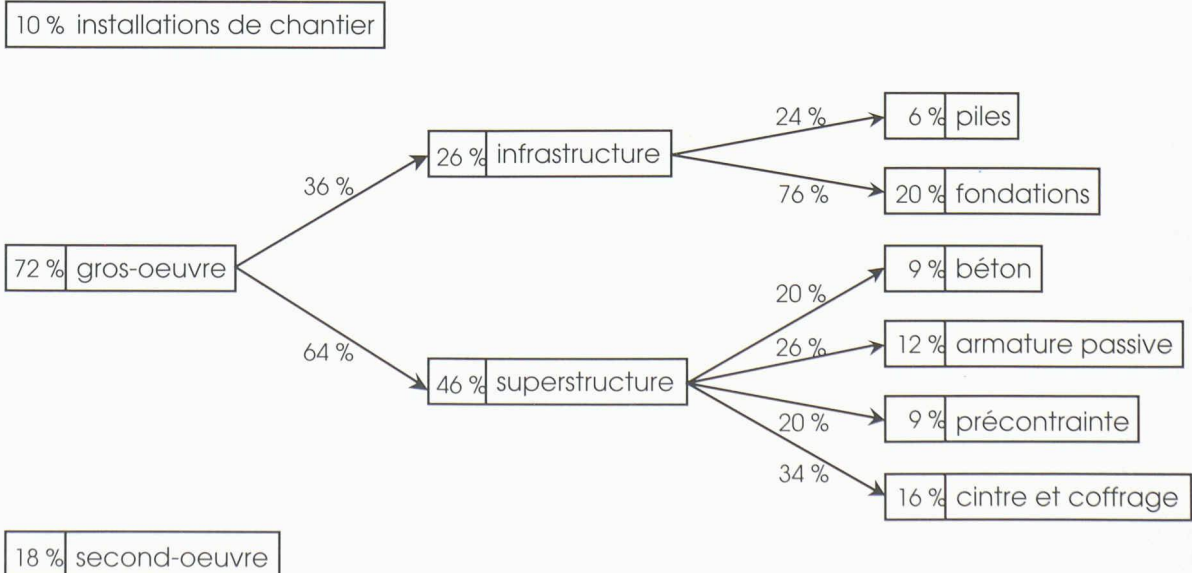 10 % installations de chantier
24 %
6 % piles
26 % infrastructure
36 %
76 %
20 % fondations
72 % gros-oeuvre
9 % béton
20 %
64 %
26 %
12 % armature passive
46 % superstructure
20 %
9 % précontrainte
34 %
16 % cintre et coffrage
18 % second-oeuvre